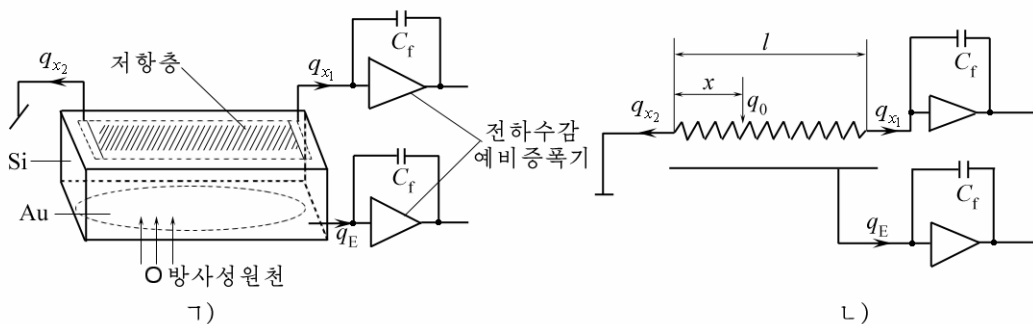 q_{x_2}
저항층
q_{x_1}
C_f
Si
전하수감
예비증폭기
C_f
Au
q_E
방사성원천
ㄱ)
l
x
q_0
q_{x_2}
q_{x_1}
C_f
C_f
q_E
ㄴ)